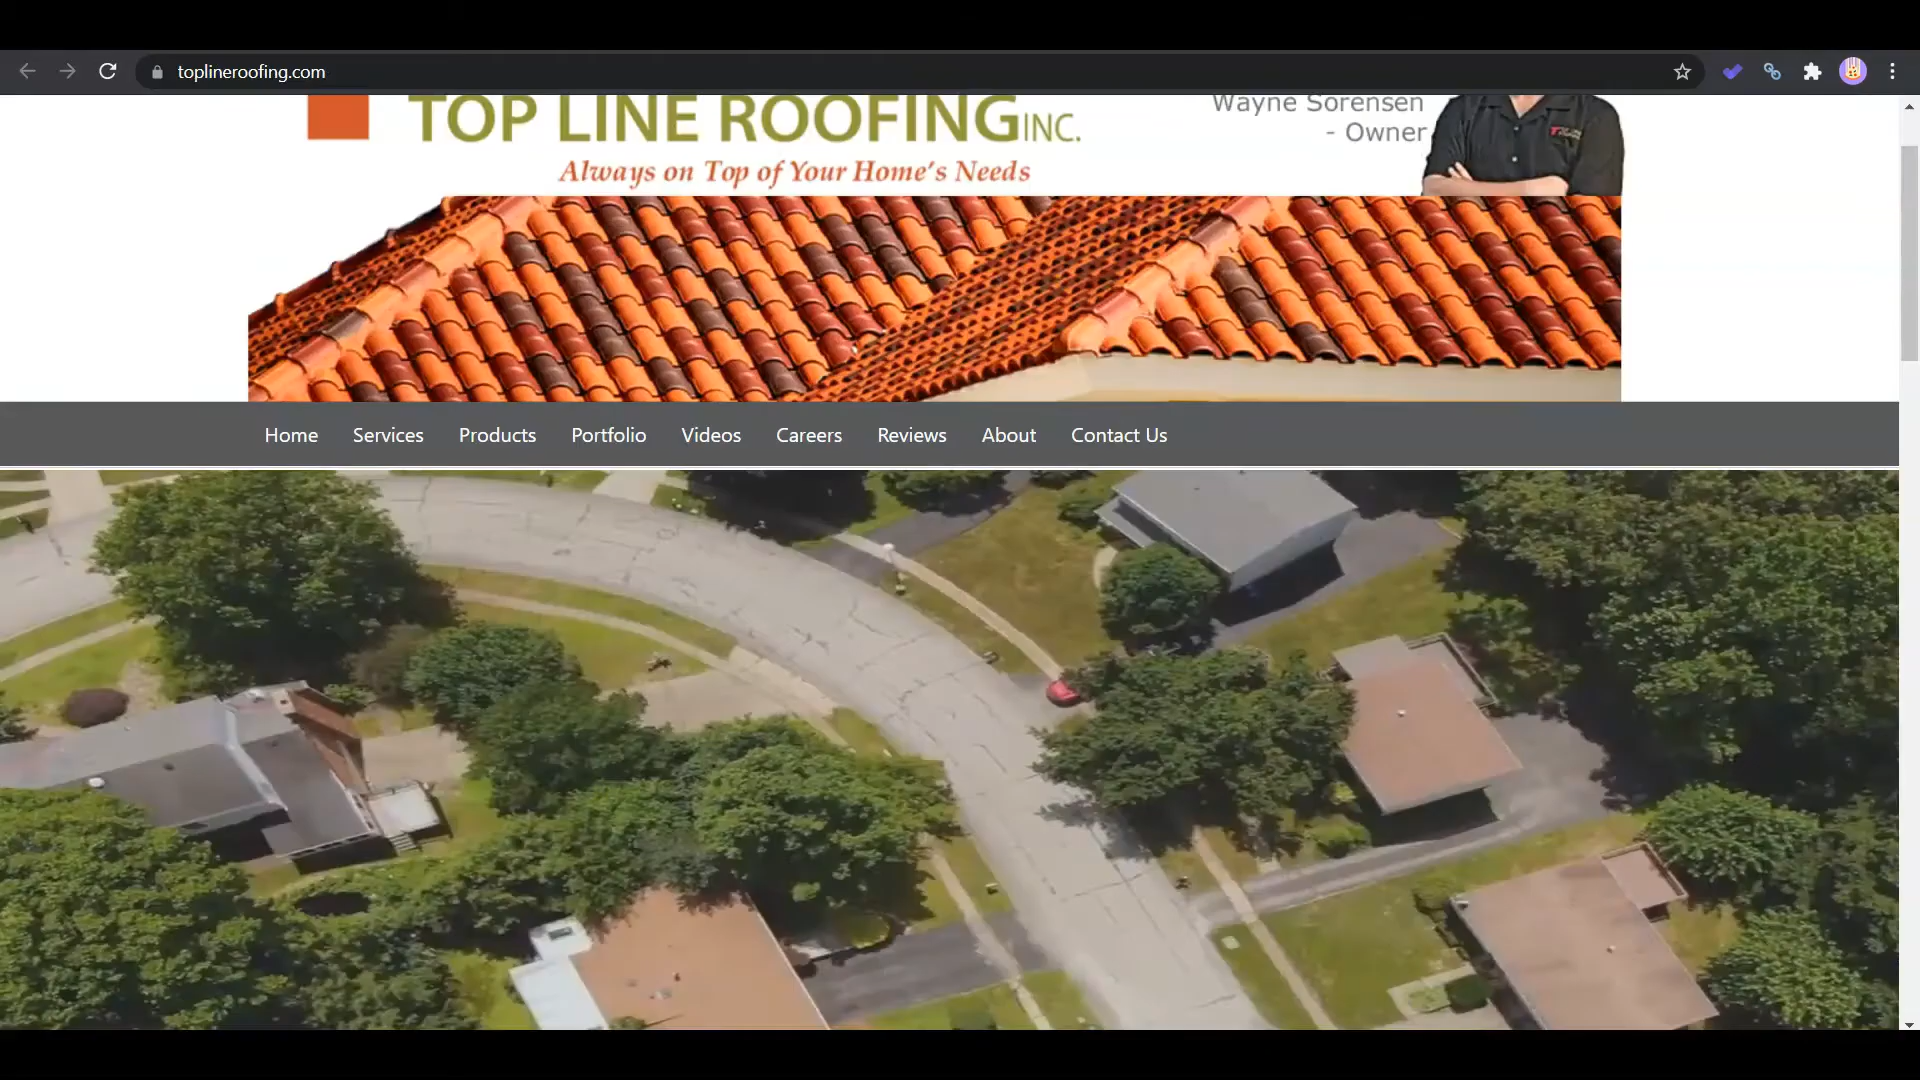 toplineroofing.com
TOP LINE ROOFING INC.
Always on Top of Your Home's Needs
Wayne Sorensen
- Owner
Home Services Products Portfolio Videos Careers Reviews About Contact Us